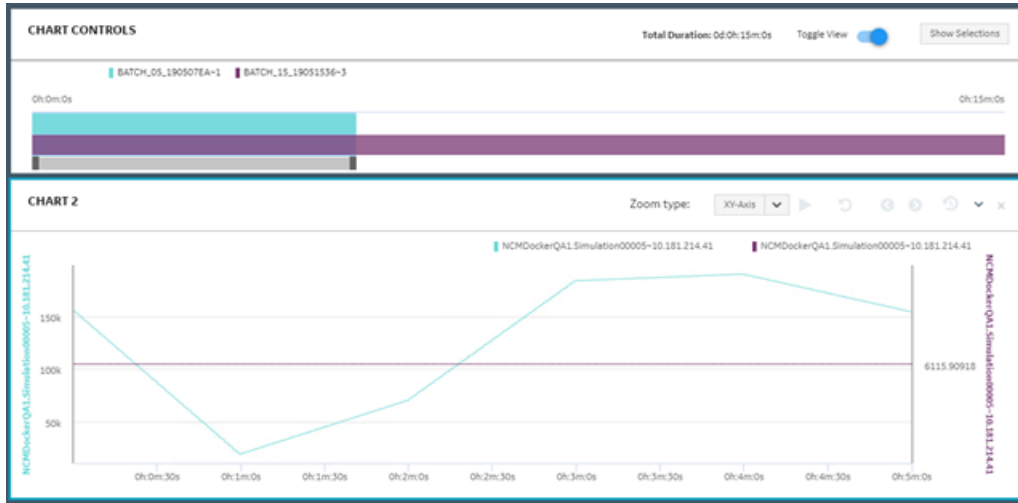 CHART CONTROLS
Total Duration: 0d:0h:15m:0s Toggle View Show Selections
BATCH_05_190507EA~1 BATCH_15_19051536~3
0h:0m:0s 0h:15m:0s
CHART 2
Zoom type: XY-Axis
NCMDockerQA1.Simulation00005~10.181.214.41 NCMDockerQA1.Simulation00005~10.181.214.41
NCMDockerQA1.Simulation00005~10.181.214.41
150k
100k
50k
6115.90918
NCMDockerQA1.Simulation00005~10.181.214.41
0h:0m:30s 0h:1m:0s 0h:1m:30s 0h:2m:0s 0h:2m:30s 0h:3m:0s 0h:3m:30s 0h:4m:0s 0h:4m:30s 0h:5m:0s